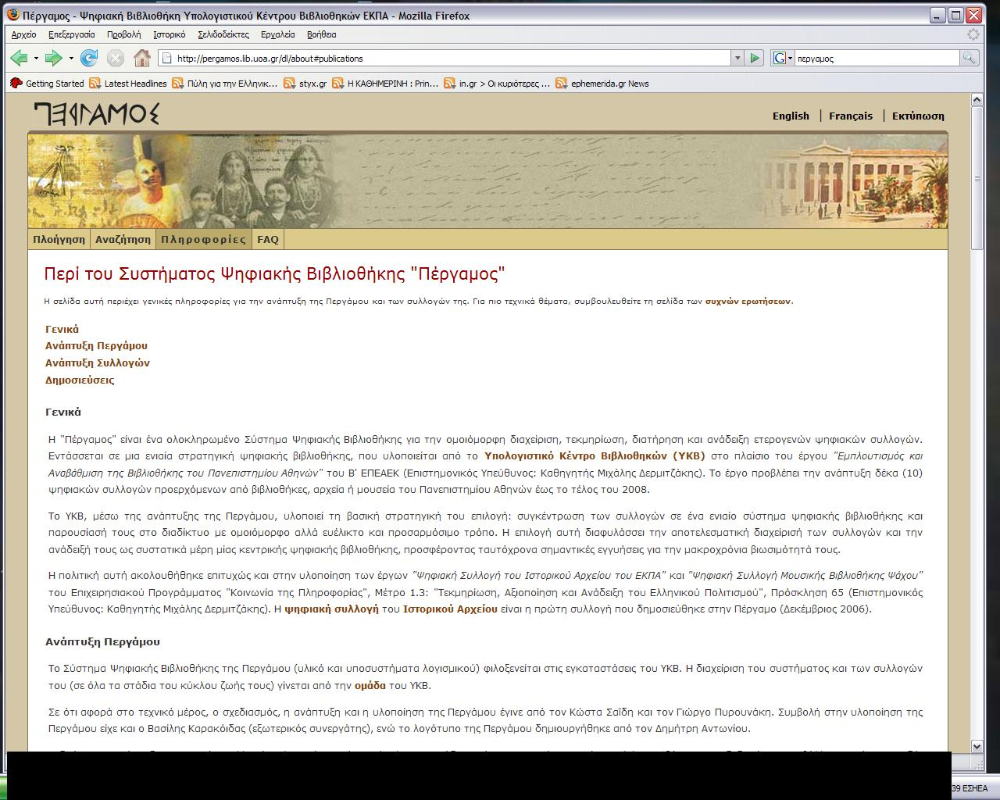 Πέργαμος - Ψηφιακή Βιβλιοθήκη Υπολογιστικού Κέντρου Βιβλιοθηκών ΕΚΠΑ - Mozilla Firefox
Αρχείο Επεξεργασία Προβολή Ιστορικό Σελιδοδείκτες Εργαλεία Βοήθεια
http://pergamos.lib.uoa.gr/dl/about#publications
G περγαμος
Getting Started Latest Headlines Πύλη για την Ελληνικ... styx.gr Η ΚΑΘΗΜΕΡΙΝΗ : Prin... in.gr > Οι κυριότερες ... ephemerida.gr News
ΠΕΡΓΑΜΟΣ
English | Français | Εκτύπωση
Πλοήγηση Αναζήτηση Πληροφορίες FAQ
Περί του Συστήματος Ψηφιακής Βιβλιοθήκης "Πέργαμος"
Η σελίδα αυτή περιέχει γενικές πληροφορίες για την ανάπτυξη της Περγάμου και των συλλογών της. Για πιο τεχνικά θέματα, συμβουλευθείτε τη σελίδα των συχνών ερωτήσεων.
Γενικά
Ανάπτυξη Περγάμου
Ανάπτυξη Συλλογών
Δημοσιεύσεις
Γενικά
Η "Πέργαμος" είναι ένα ολοκληρωμένο Σύστημα Ψηφιακής Βιβλιοθήκης για την ομοιόμορφη διαχείριση, τεκμηρίωση, διατήρηση και ανάδειξη ετερογενών ψηφιακών συλλογών.
Εντάσσεται σε μια ενιαία στρατηγική ψηφιακής βιβλιοθήκης, που υλοποιείται από το Υπολογιστικό Κέντρο Βιβλιοθηκών (ΥΚΒ) στο πλαίσιο του έργου "Εμπλουτισμός και
Αναβάθμιση της Βιβλιοθήκης του Πανεπιστημίου Αθηνών" του Β' ΕΠΕΑΕΚ (Επιστημονικός Υπεύθυνος: Καθηγητής Μιχάλης Δερμιτζάκης). Το έργο προβλέπει την ανάπτυξη δέκα (10)
ψηφιακών συλλογών προερχόμενων από βιβλιοθήκες, αρχεία ή μουσεία του Πανεπιστημίου Αθηνών έως το τέλος του 2008.
Το ΥΚΒ, μέσω της ανάπτυξης της Περγάμου, υλοποιεί τη βασική στρατηγική του επιλογή: συγκέντρωση των συλλογών σε ένα ενιαίο σύστημα ψηφιακής βιβλιοθήκης και
παρουσίασή τους στο διαδίκτυο με ομοιόμορφο αλλά ευέλικτο και προσαρμόσιμο τρόπο. Η επιλογή αυτή διαφυλάσσει την αποτελεσματική διαχείρισή των συλλογών και την
ανάδειξή τους ως συστατικά μέρη μίας κεντρικής ψηφιακής βιβλιοθήκης, προσφέροντας ταυτόχρονα σημαντικές εγγυήσεις για την μακροχρόνια βιωσιμότητά τους.
Η πολιτική αυτή ακολουθήθηκε επιτυχώς και στην υλοποίηση των έργων "Ψηφιακή Συλλογή του Ιστορικού Αρχείου του ΕΚΠΑ" και "Ψηφιακή Συλλογή Μουσικής Βιβλιοθήκης Ψάχου"
του Επιχειρησιακού Προγράμματος "Κοινωνία της Πληροφορίας", Μέτρο 1.3: "Τεκμηρίωση, Αξιοποίηση και Ανάδειξη του Ελληνικού Πολιτισμού", Πρόσκληση 65 (Επιστημονικός
Υπεύθυνος: Καθηγητής Μιχάλης Δερμιτζάκης). Η ψηφιακή συλλογή του Ιστορικού Αρχείου είναι η πρώτη συλλογή που δημοσιεύθηκε στην Πέργαμο (Δεκέμβριος 2006).
Ανάπτυξη Περγάμου
Το Σύστημα Ψηφιακής Βιβλιοθήκης της Περγάμου (υλικό και υποσυστήματα λογισμικού) φιλοξενείται στις εγκαταστάσεις του ΥΚΒ. Η διαχείριση του συστήματος και των συλλογών
του (σε όλα τα στάδια του κύκλου ζωής τους) γίνεται από την ομάδα του ΥΚΒ.
Σε ότι αφορά στο τεχνικό μέρος, ο σχεδιασμός, η ανάπτυξη και η υλοποίηση της Περγάμου έγινε από τον Κώστα Σαΐδη και τον Γιώργο Πυρουνάκη. Συμβολή στην υλοποίηση της
Περγάμου είχε και ο Βασίλης Καρακόιδας (εξωτερικός συνεργάτης), ενώ το λογότυπο της Περγάμου δημιουργήθηκε από τον Δημήτρη Αντωνίου.
39 ΕΣΗΕΑ